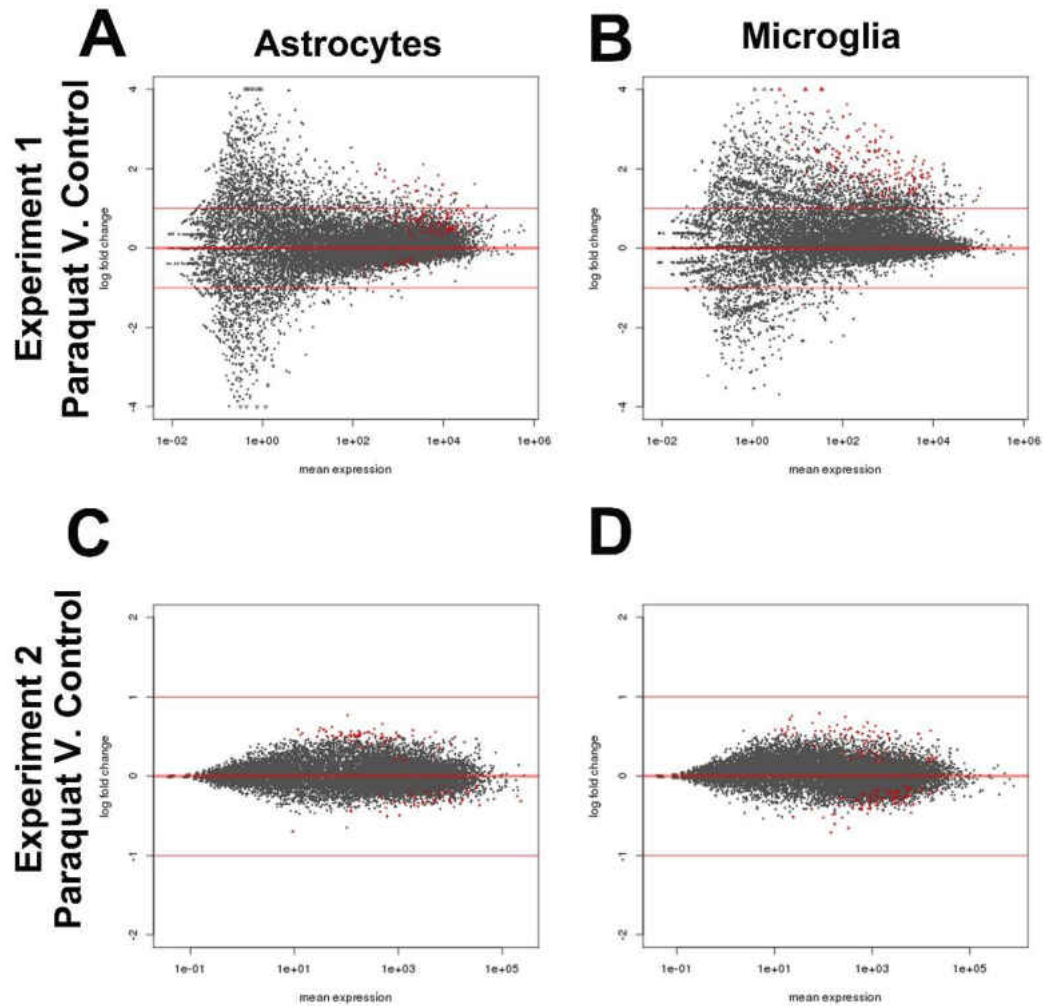 A
Astrocytes
B
Microglia
Experiment 1
Paraquat V. Control
log fold change
4
2
0
-2
-4
1e-02
1e+00
1e+02
1e+04
1e+06
mean expression
log fold change
4
2
0
-2
-4
1e-02
1e+00
1e+02
1e+04
1e+06
mean expression
C
D
Experiment 2
Paraquat V. Control
log fold change
2
1
0
-1
-2
1e-01
1e+01
1e+03
1e+05
mean expression
log fold change
2
1
0
-1
-2
1e-01
1e+01
1e+03
1e+05
mean expression